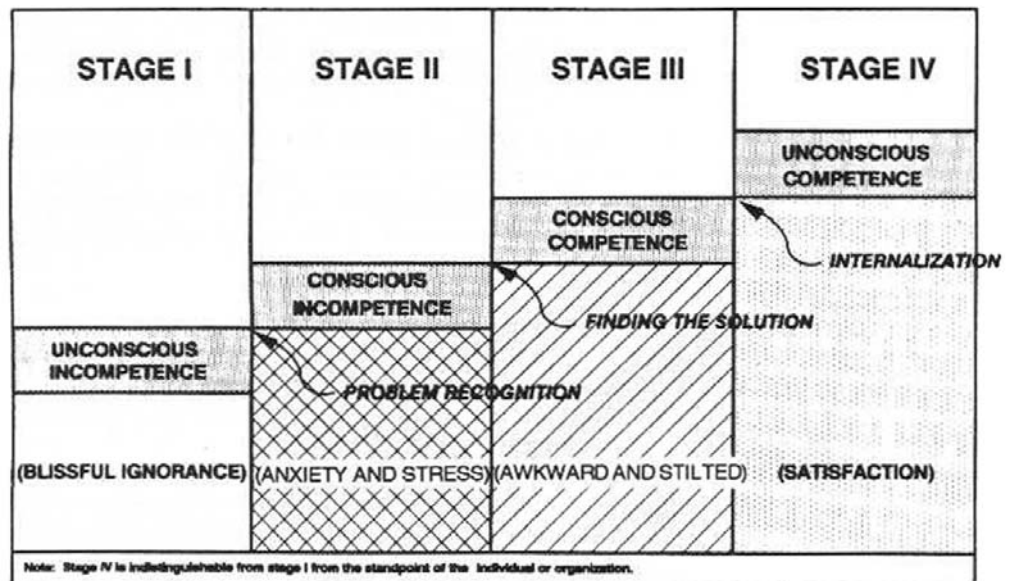 STAGE I
STAGE II
STAGE III
STAGE IV
UNCONSCIOUS
COMPETENCE
CONSCIOUS
COMPETENCE
INTERNALIZATION
CONSCIOUS
INCOMPETENCE
FINDING THE SOLUTION
UNCONSCIOUS
INCOMPETENCE
PROBLEM RECOGNITION
(BLISSFUL IGNORANCE)
(ANXIETY AND STRESS)
(AWKWARD AND STILTED)
(SATISFACTION)
Note: Stage IV is indistinguishable from stage I from the standpoint of the individual or organization.